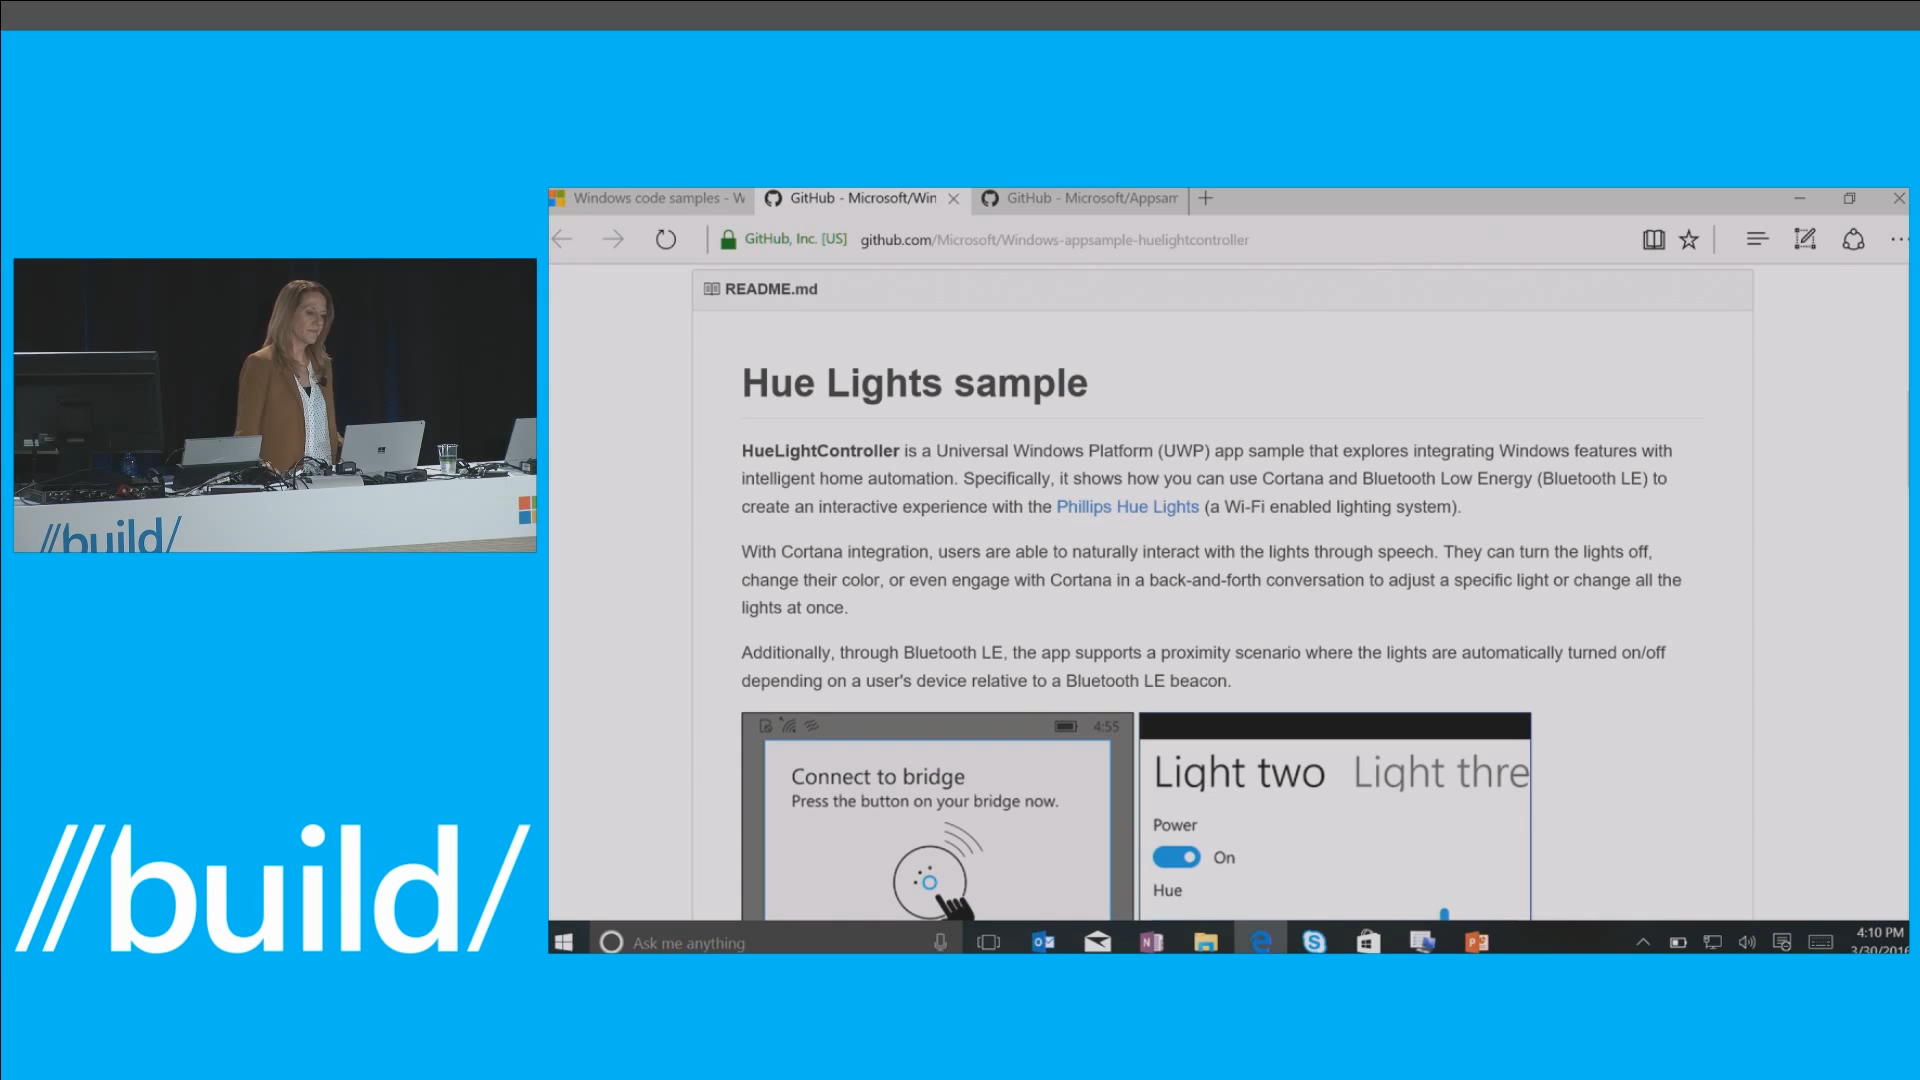 Windows code samples - W
GitHub - Microsoft/Win
GitHub - Microsoft/Appsam
GitHub, Inc. [US]
github.com/Microsoft/Windows-appsample-huelightcontroller
README.md
Hue Lights sample
HueLightController is a Universal Windows Platform (UWP) app sample that explores integrating Windows features with
intelligent home automation. Specifically, it shows how you can use Cortana and Bluetooth Low Energy (Bluetooth LE) to
create an interactive experience with the Phillips Hue Lights (a Wi-Fi enabled lighting system).
With Cortana integration, users are able to naturally interact with the lights through speech. They can turn the lights off,
change their color, or even engage with Cortana in a back-and-forth conversation to adjust a specific light or change all the
lights at once.
Additionally, through Bluetooth LE, the app supports a proximity scenario where the lights are automatically turned on/off
depending on a user's device relative to a Bluetooth LE beacon.
4:55
Connect to bridge
Press the button on your bridge now.
Light two
Light thre
Power
On
Hue
Ask me anything
4:10 PM
3/30/2016
//build/
//build/